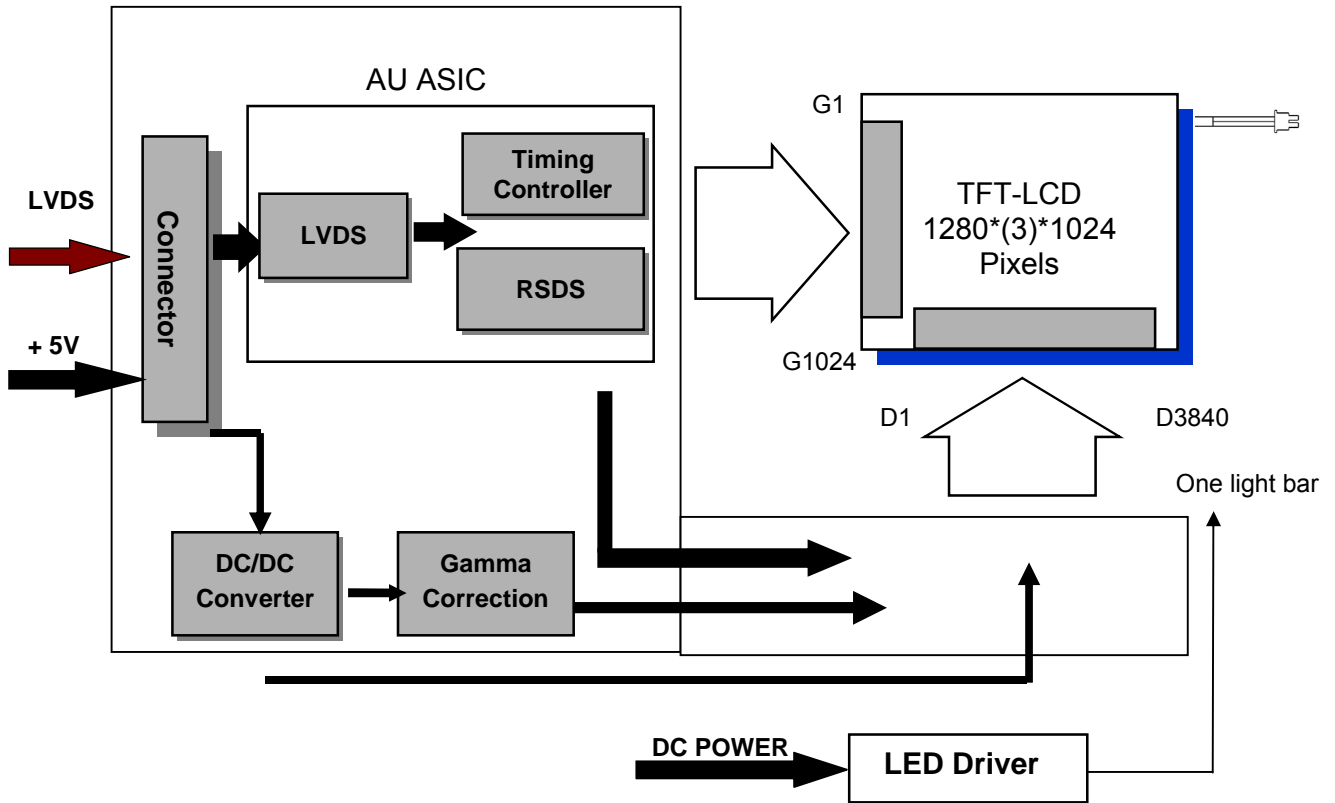 AU ASIC
LVDS
+ 5V
Connector
LVDS
Timing
Controller
RSDS
G1
TFT-LCD
1280*(3)*1024
Pixels
G1024
D1
D3840
One light bar
DC/DC
Converter
Gamma
Correction
DC POWER
LED Driver